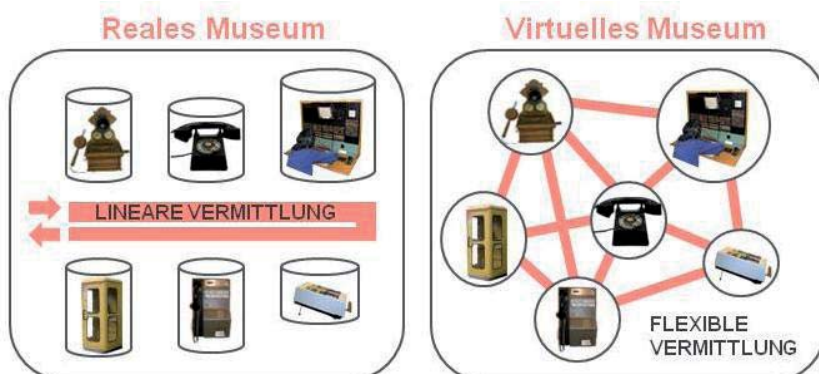 Reales Museum
Virtuelles Museum
LINEARE VERMITTLUNG
FLEXIBLE
VERMITTLUNG